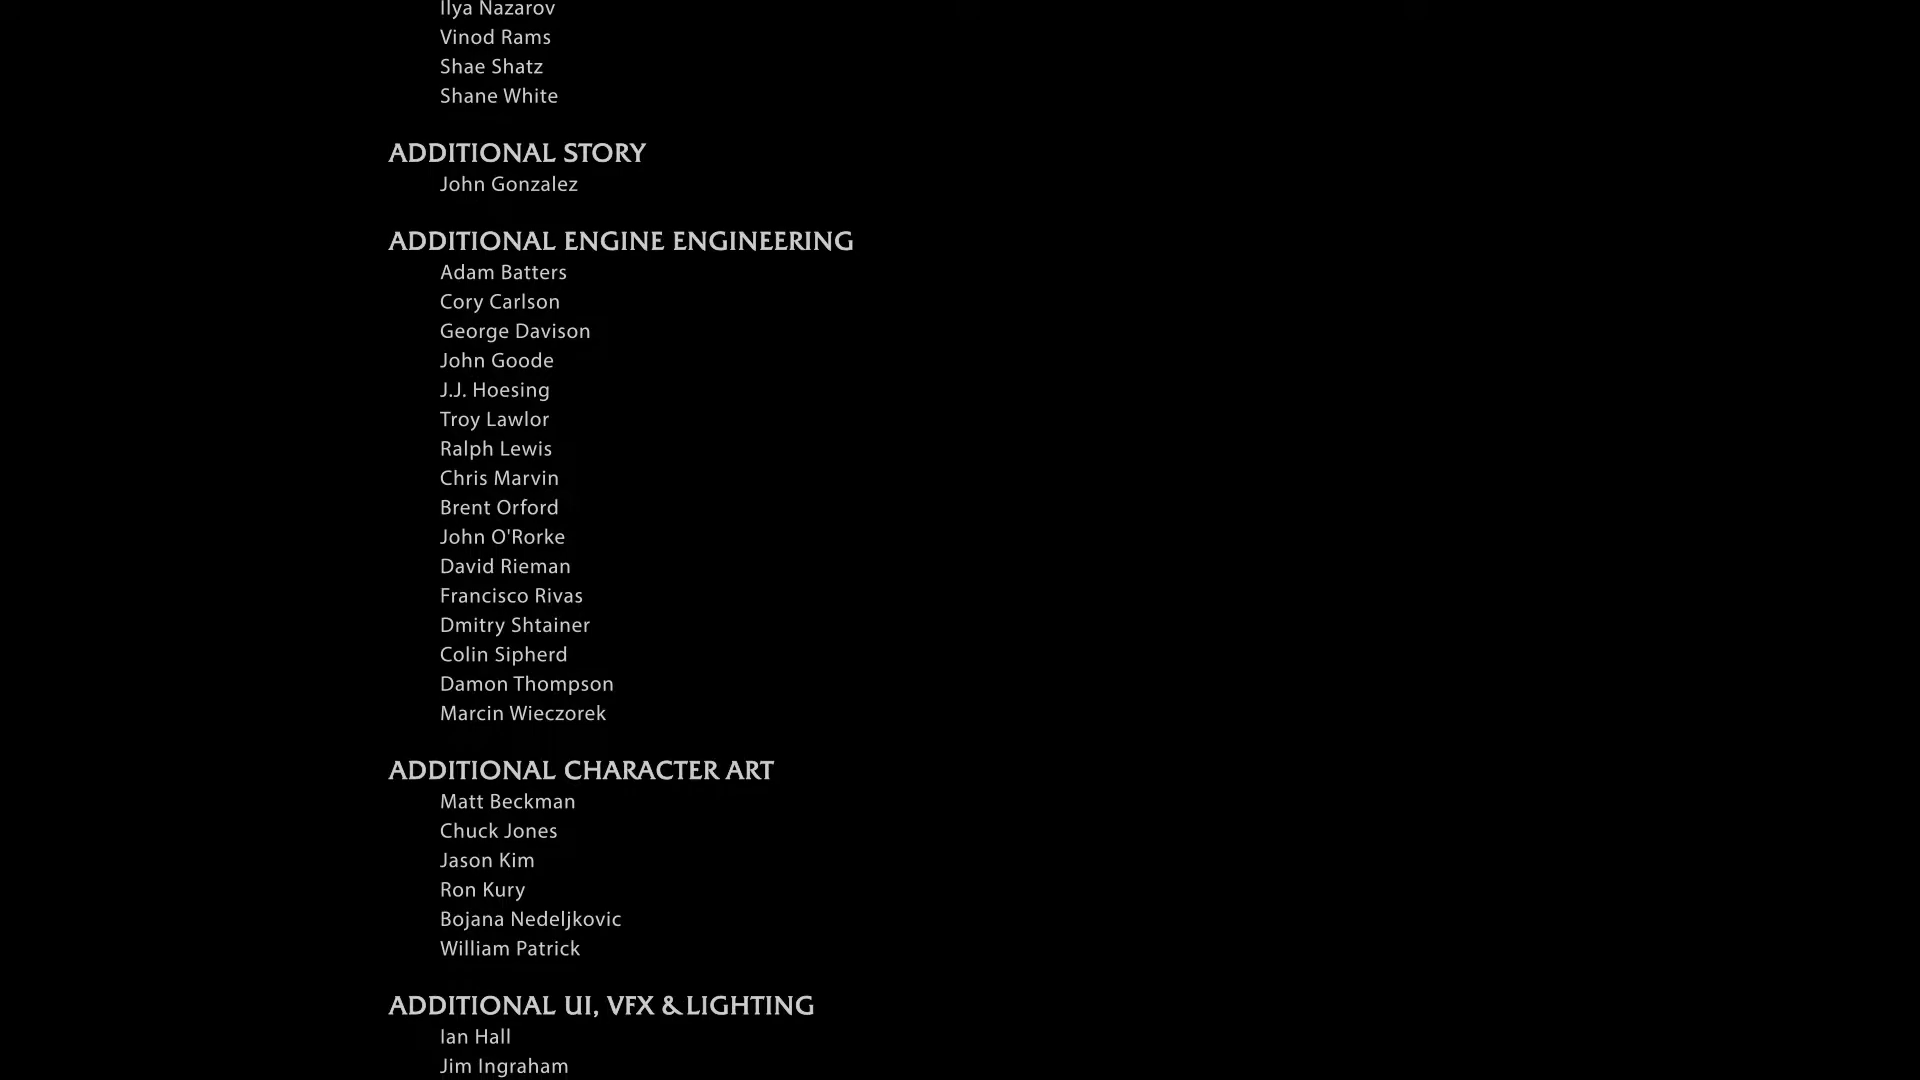 Ilya Nazarov
Vinod Rams
Shae Shatz
Shane White
ADDITIONAL STORY
John Gonzalez
ADDITIONAL ENGINE ENGINEERING
Adam Batters
Cory Carlson
George Davison
John Goode
J.J. Hoesing
Troy Lawlor
Ralph Lewis
Chris Marvin
Brent Orford
John O'Rorke
David Rieman
Francisco Rivas
Dmitry Shtainer
Colin Sipherd
Damon Thompson
Marcin Wieczorek
ADDITIONAL CHARACTER ART
Matt Beckman
Chuck Jones
Jason Kim
Ron Kury
Bojana Nedeljkovic
William Patrick
ADDITIONAL UI, VFX & LIGHTING
Ian Hall
Jim Ingraham